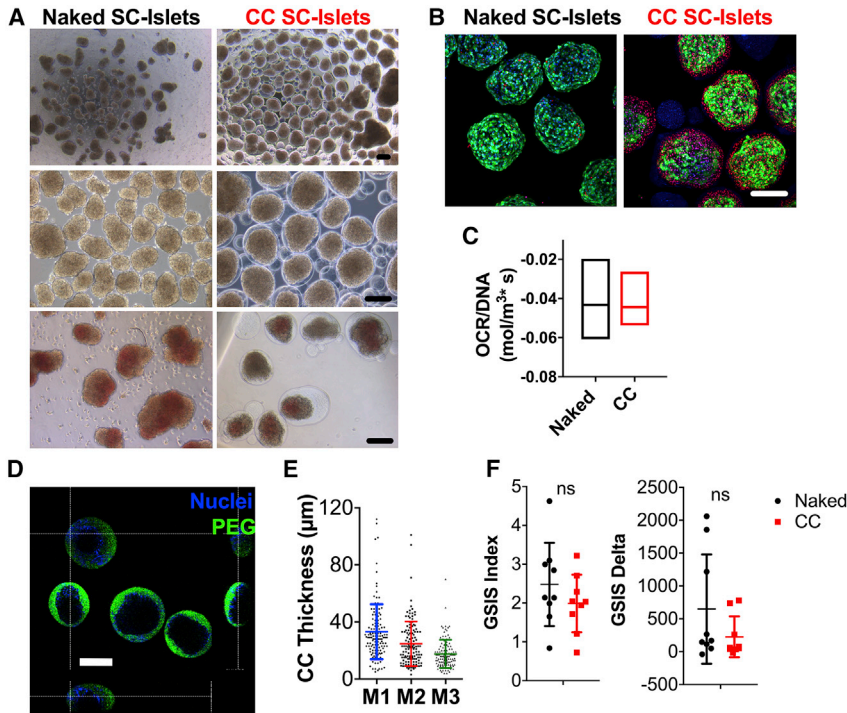 A
Naked SC-Islets
CC SC-Islets
B
Naked SC-Islets
CC SC-Islets
C
OCR/DNA
(mol/m³* s)
-0.02
-0.04
-0.06
-0.08
Naked
CC
D
Nuclei
PEG
E
CC Thickness (μm)
120
80
40
0
M1
M2
M3
F
GSIS Index
5
4
3
2
1
0
ns
GSIS Delta
2500
2000
1500
1000
500
0
-500
ns
Naked
CC